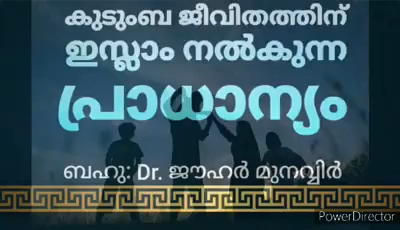 കുടുംബ ജീവിതത്തിന്
ഇസ്ലാം നൽകുന്ന
പ്രാധാന്യം
ബഹു: Dr. ജൗഹർ മുനവ്വിർ
PowerDirector